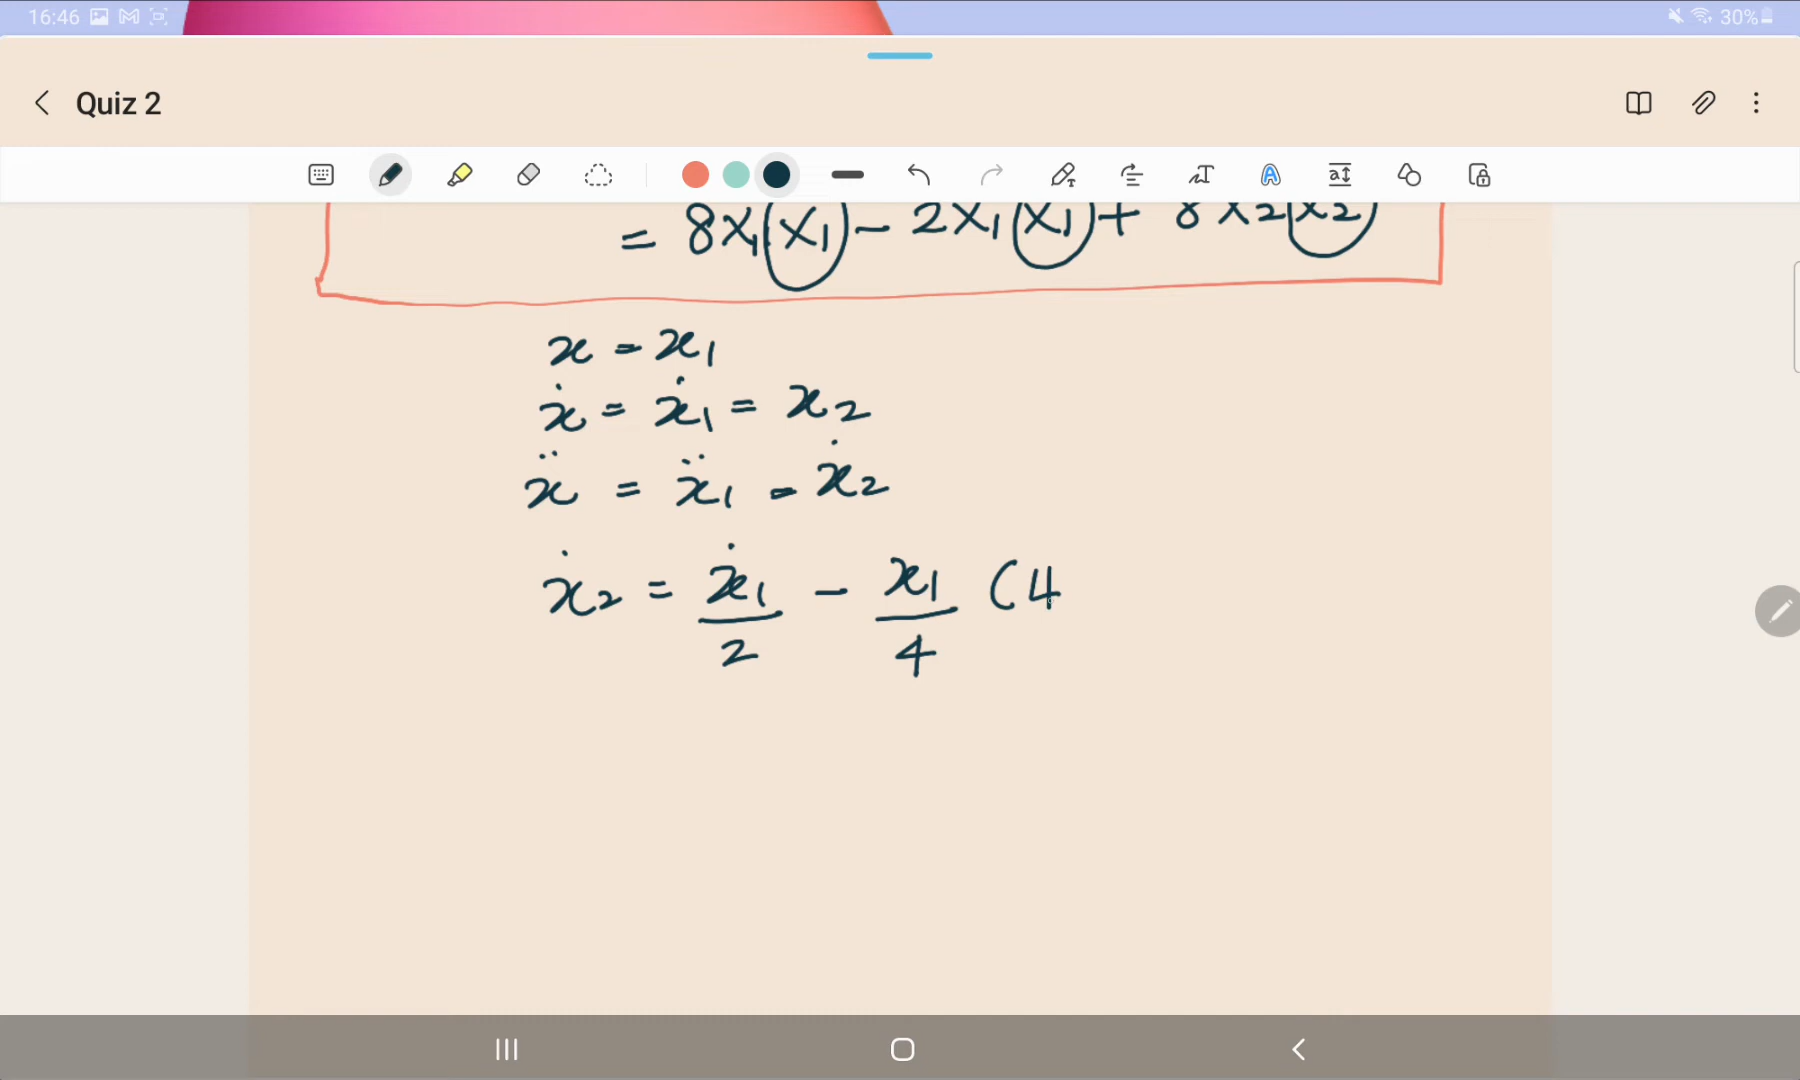 16:46 30%
Quiz 2
= 8x₁(x₁) - 2x₁(x₁) + 8x₂(x₂)
x = x₁
ẋ = ẋ₁ = x₂
ẍ = ẍ₁ = ẋ₂
ẋ₂ = ẋ₁/2 - x₁/4 (4